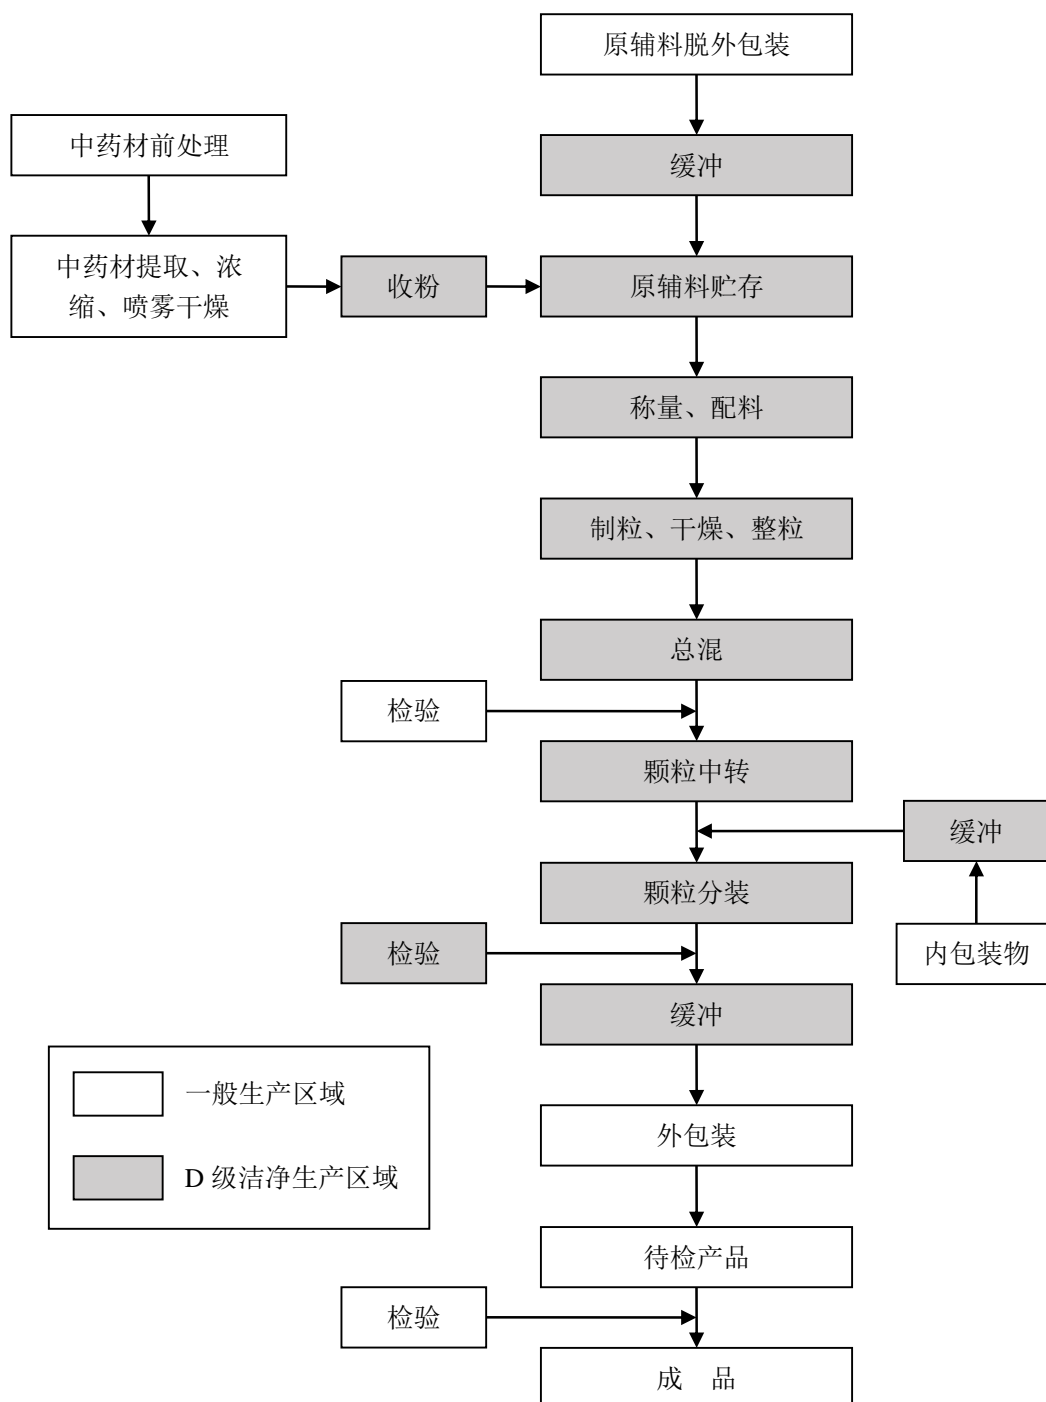 原辅料脱外包装
中药材前处理
缓冲
中药材提取、浓
缩、喷雾干燥
收粉
原辅料贮存
称量、配料
制粒、干燥、整粒
总混
检验
颗粒中转
缓冲
颗粒分装
检验
内包装物
缓冲
一般生产区域
外包装
D 级洁净生产区域
待检产品
检验
成 品